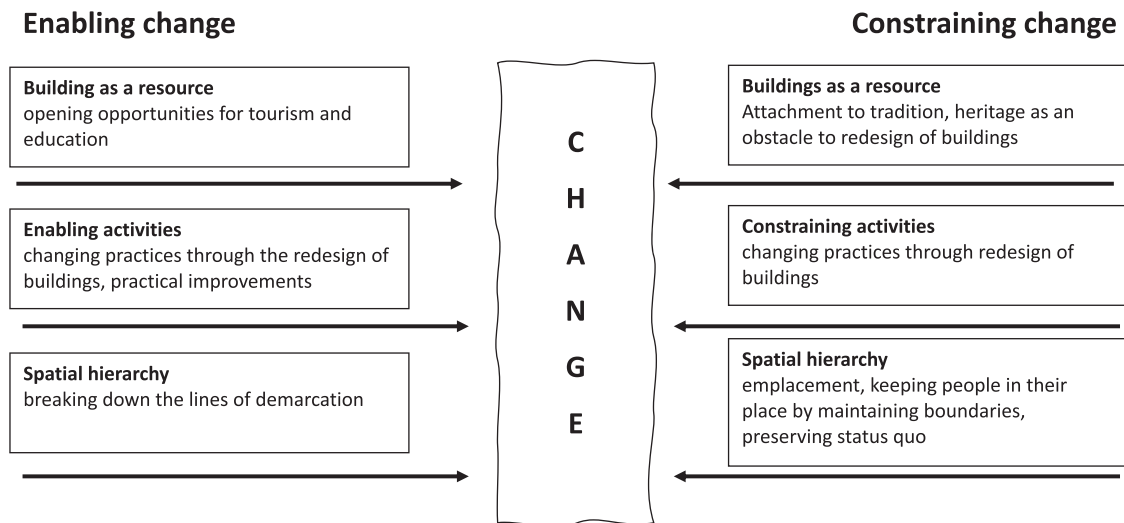 Enabling change
Building as a resource
opening opportunities for tourism and
education
Enabling activities
changing practices through the redesign of
buildings, practical improvements
Spatial hierarchy
breaking down the lines of demarcation
C
H
A
N
G
E
Constraining change
Buildings as a resource
Attachment to tradition, heritage as an
obstacle to redesign of buildings
Constraining activities
changing practices through redesign of
buildings
Spatial hierarchy
emplacement, keeping people in their
place by maintaining boundaries,
preserving status quo